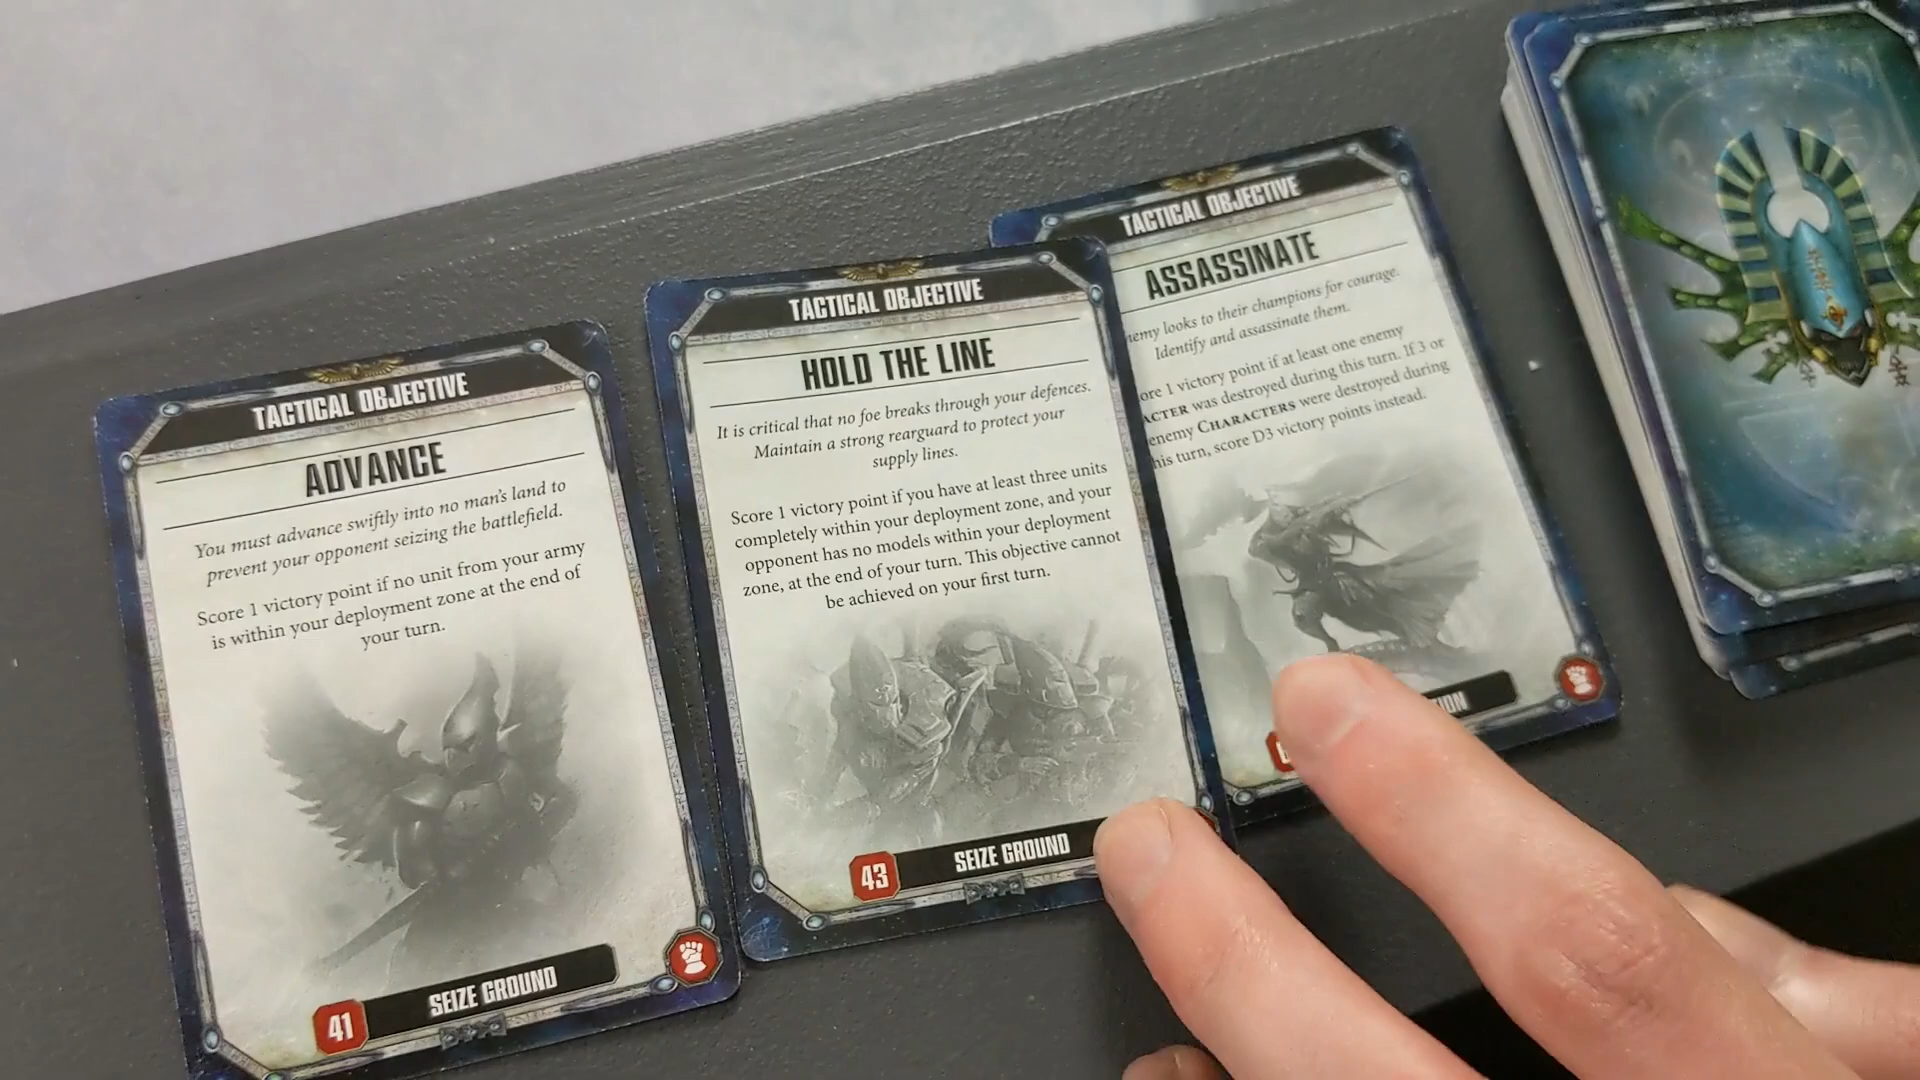 TACTICAL OBJECTIVE
ADVANCE
You must advance swiftly into no man's land to
prevent your opponent seizing the battlefield.
Score 1 victory point if no unit from your army
is within your deployment zone at the end of
your turn.
41
SEIZE GROUND
TACTICAL OBJECTIVE
HOLD THE LINE
It is critical that no foe breaks through your defences.
Maintain a strong rearguard to protect your
supply lines.
Score 1 victory point if you have at least three units
completely within your deployment zone, and your
opponent has no models within your deployment
zone, at the end of your turn. This objective cannot
be achieved on your first turn.
43
SEIZE GROUND
TACTICAL OBJECTIVE
ASSASSINATE
looks to their champions for courage.
Identify and assassinate them.
1 victory point if at least one enemy
was destroyed during this turn. If 3 or
enemy CHARACTERS were destroyed during
this turn, score D3 victory points instead.